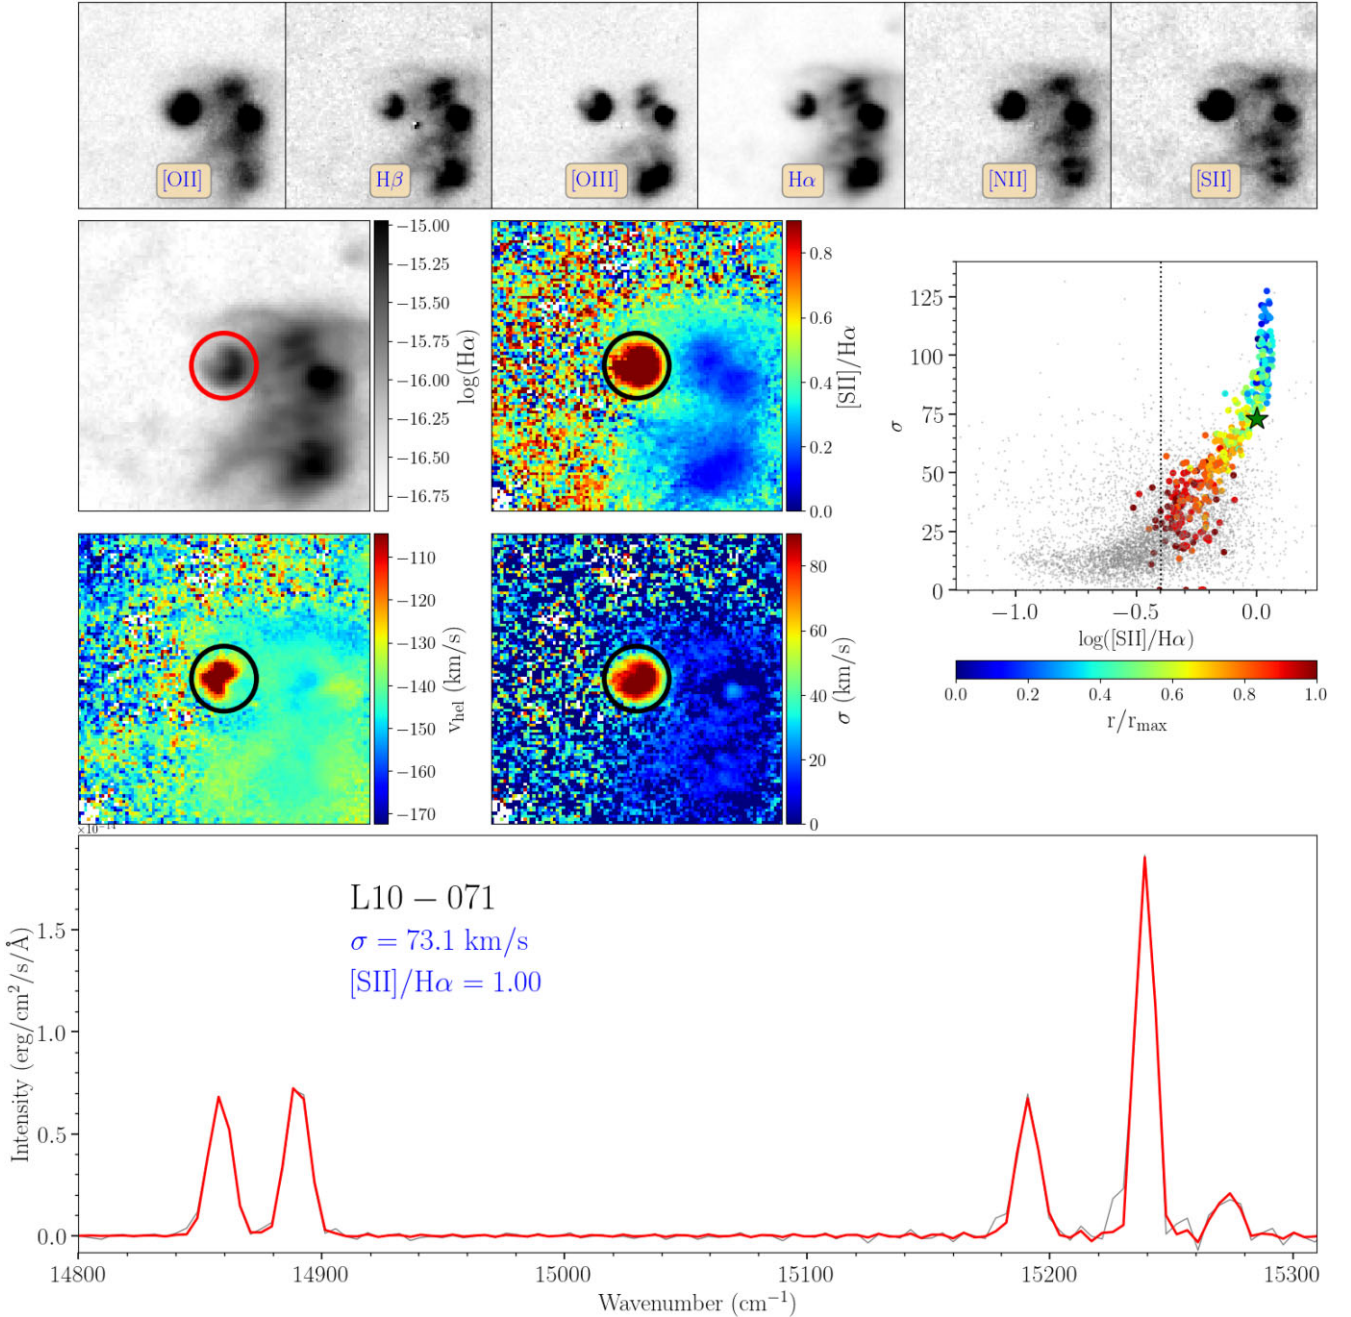 [OII] Hβ [OIII] Hα [NII] [SII]
−15.00
−15.25
−15.50
−15.75
−16.00
−16.25
−16.50
−16.75
log(Hα)
0.8
0.6
0.4
0.2
0.0
[SII]/Hα
125
100
75
50
25
0
σ
−1.0 −0.5 0.0
log([SII]/Hα)
0.0 0.2 0.4 0.6 0.8 1.0
r/r_max
−110
−120
−130
−140
−150
−160
−170
v_hel (km/s)
80
60
40
20
0
σ (km/s)
L10 − 071
σ = 73.1 km/s
[SII]/Hα = 1.00
1.5
1.0
0.5
0.0
Intensity (erg/cm²/s/Å)
14800 14900 15000 15100 15200 15300
Wavenumber (cm⁻¹)